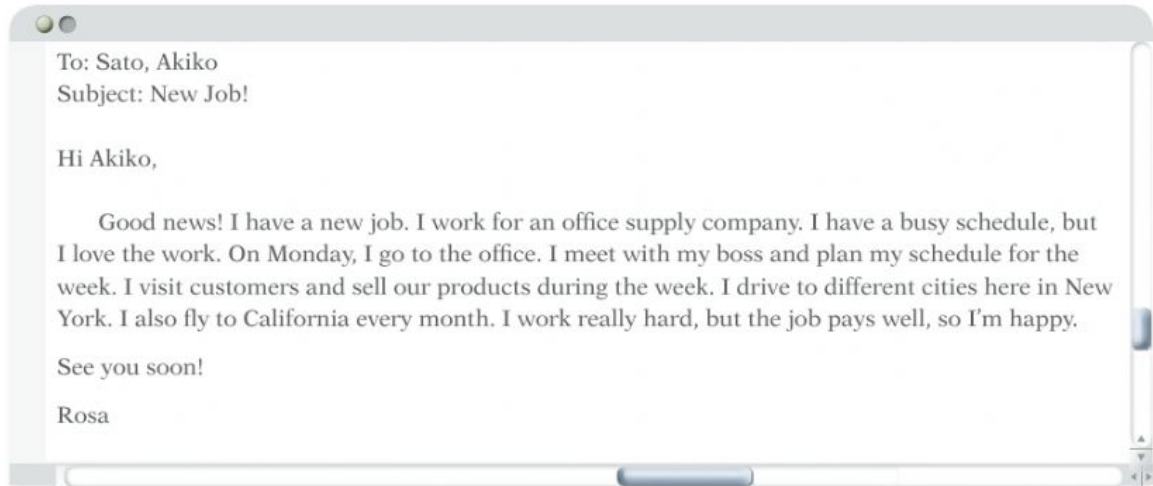 To: Sato, Akiko
Subject: New Job!
Hi Akiko,
Good news! I have a new job. I work for an office supply company. I have a busy schedule, but
I love the work. On Monday, I go to the office. I meet with my boss and plan my schedule for the
week. I visit customers and sell our products during the week. I drive to different cities here in New
York. I also fly to California every month. I work really hard, but the job pays well, so I’m happy.
See you soon!
Rosa